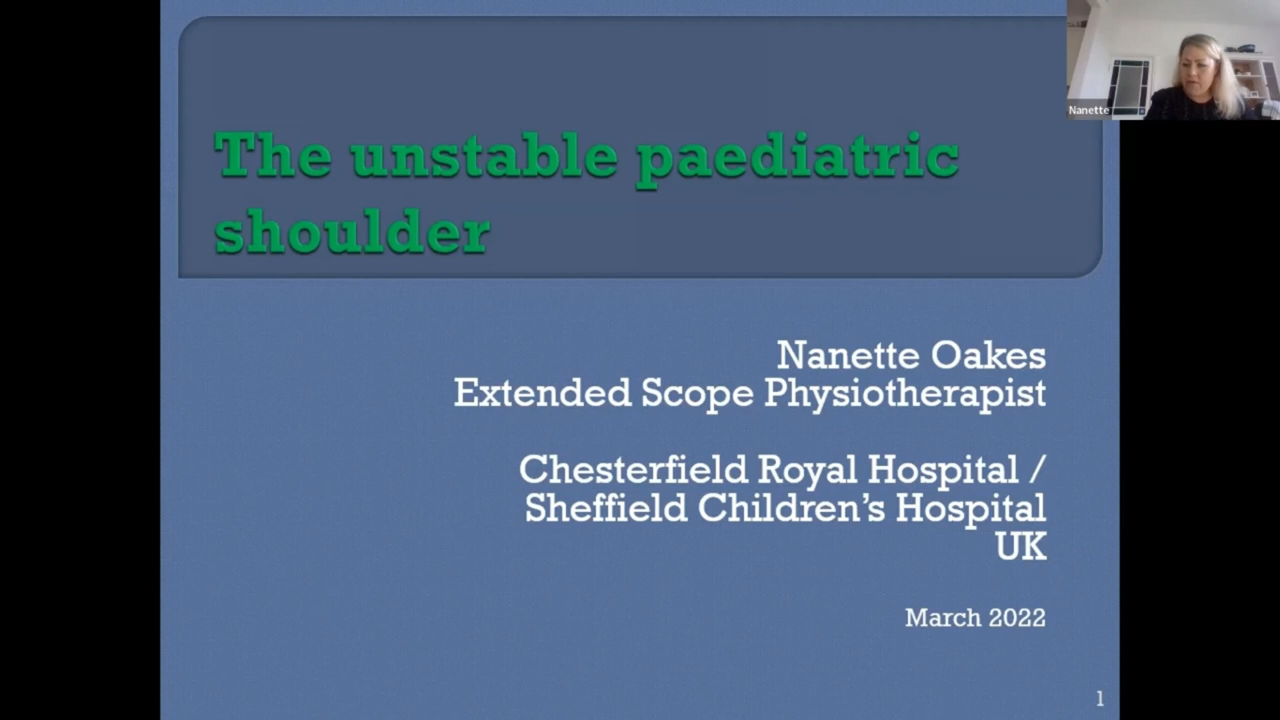 The unstable paediatric
shoulder
Nanette
Nanette Oakes
Extended Scope Physiotherapist
Chesterfield Royal Hospital /
Sheffield Children’s Hospital
UK
March 2022
1